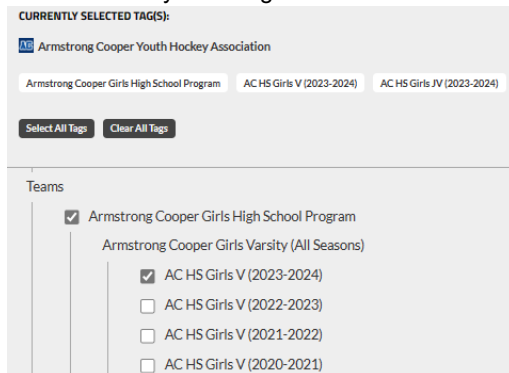 CURRENTLY SELECTED TAG(S):
AC Armstrong Cooper Youth Hockey Association
Armstrong Cooper Girls High School Program AC HS Girls V (2023-2024) AC HS Girls JV (2023-2024)
Select All Tags Clear All Tags
Teams
Armstrong Cooper Girls High School Program
Armstrong Cooper Girls Varsity (All Seasons)
AC HS Girls V (2023-2024)
AC HS Girls V (2022-2023)
AC HS Girls V (2021-2022)
AC HS Girls V (2020-2021)